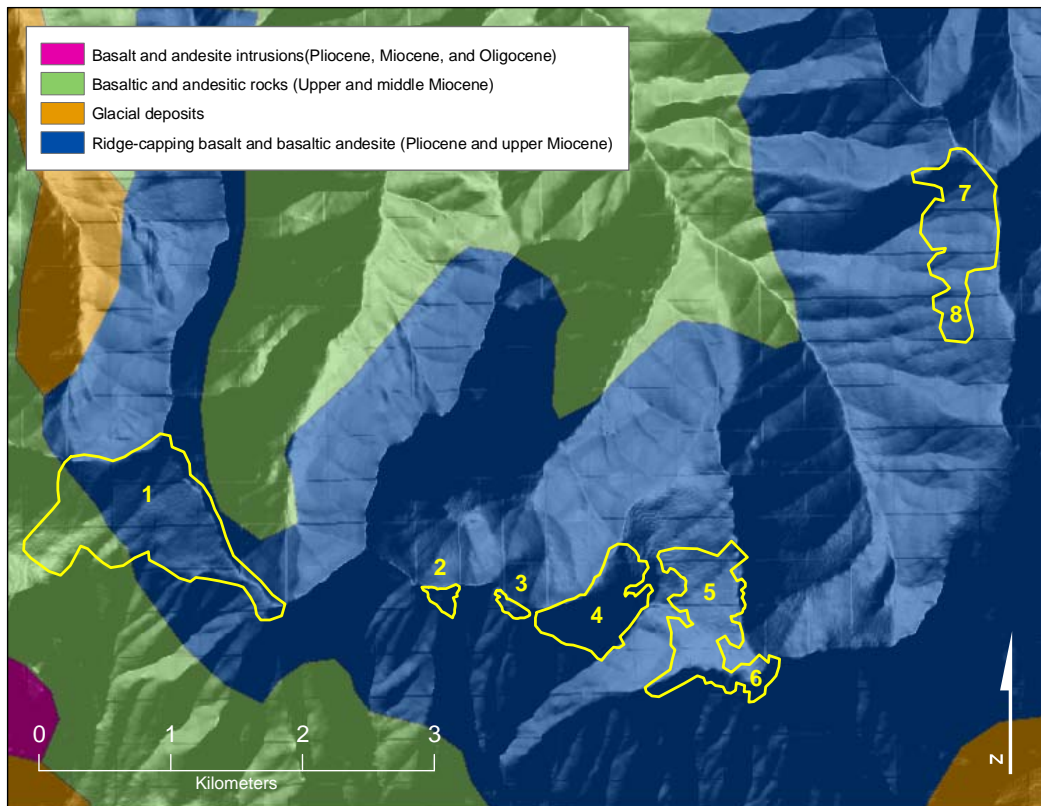 Basalt and andesite intrusions(Pliocene, Miocene, and Oligocene)
Basaltic and andesitic rocks (Upper and middle Miocene)
Glacial deposits
Ridge-capping basalt and basaltic andesite (Pliocene and upper Miocene)
7
8
1
2
3
4
5
6
0 1 2 3
Kilometers
N